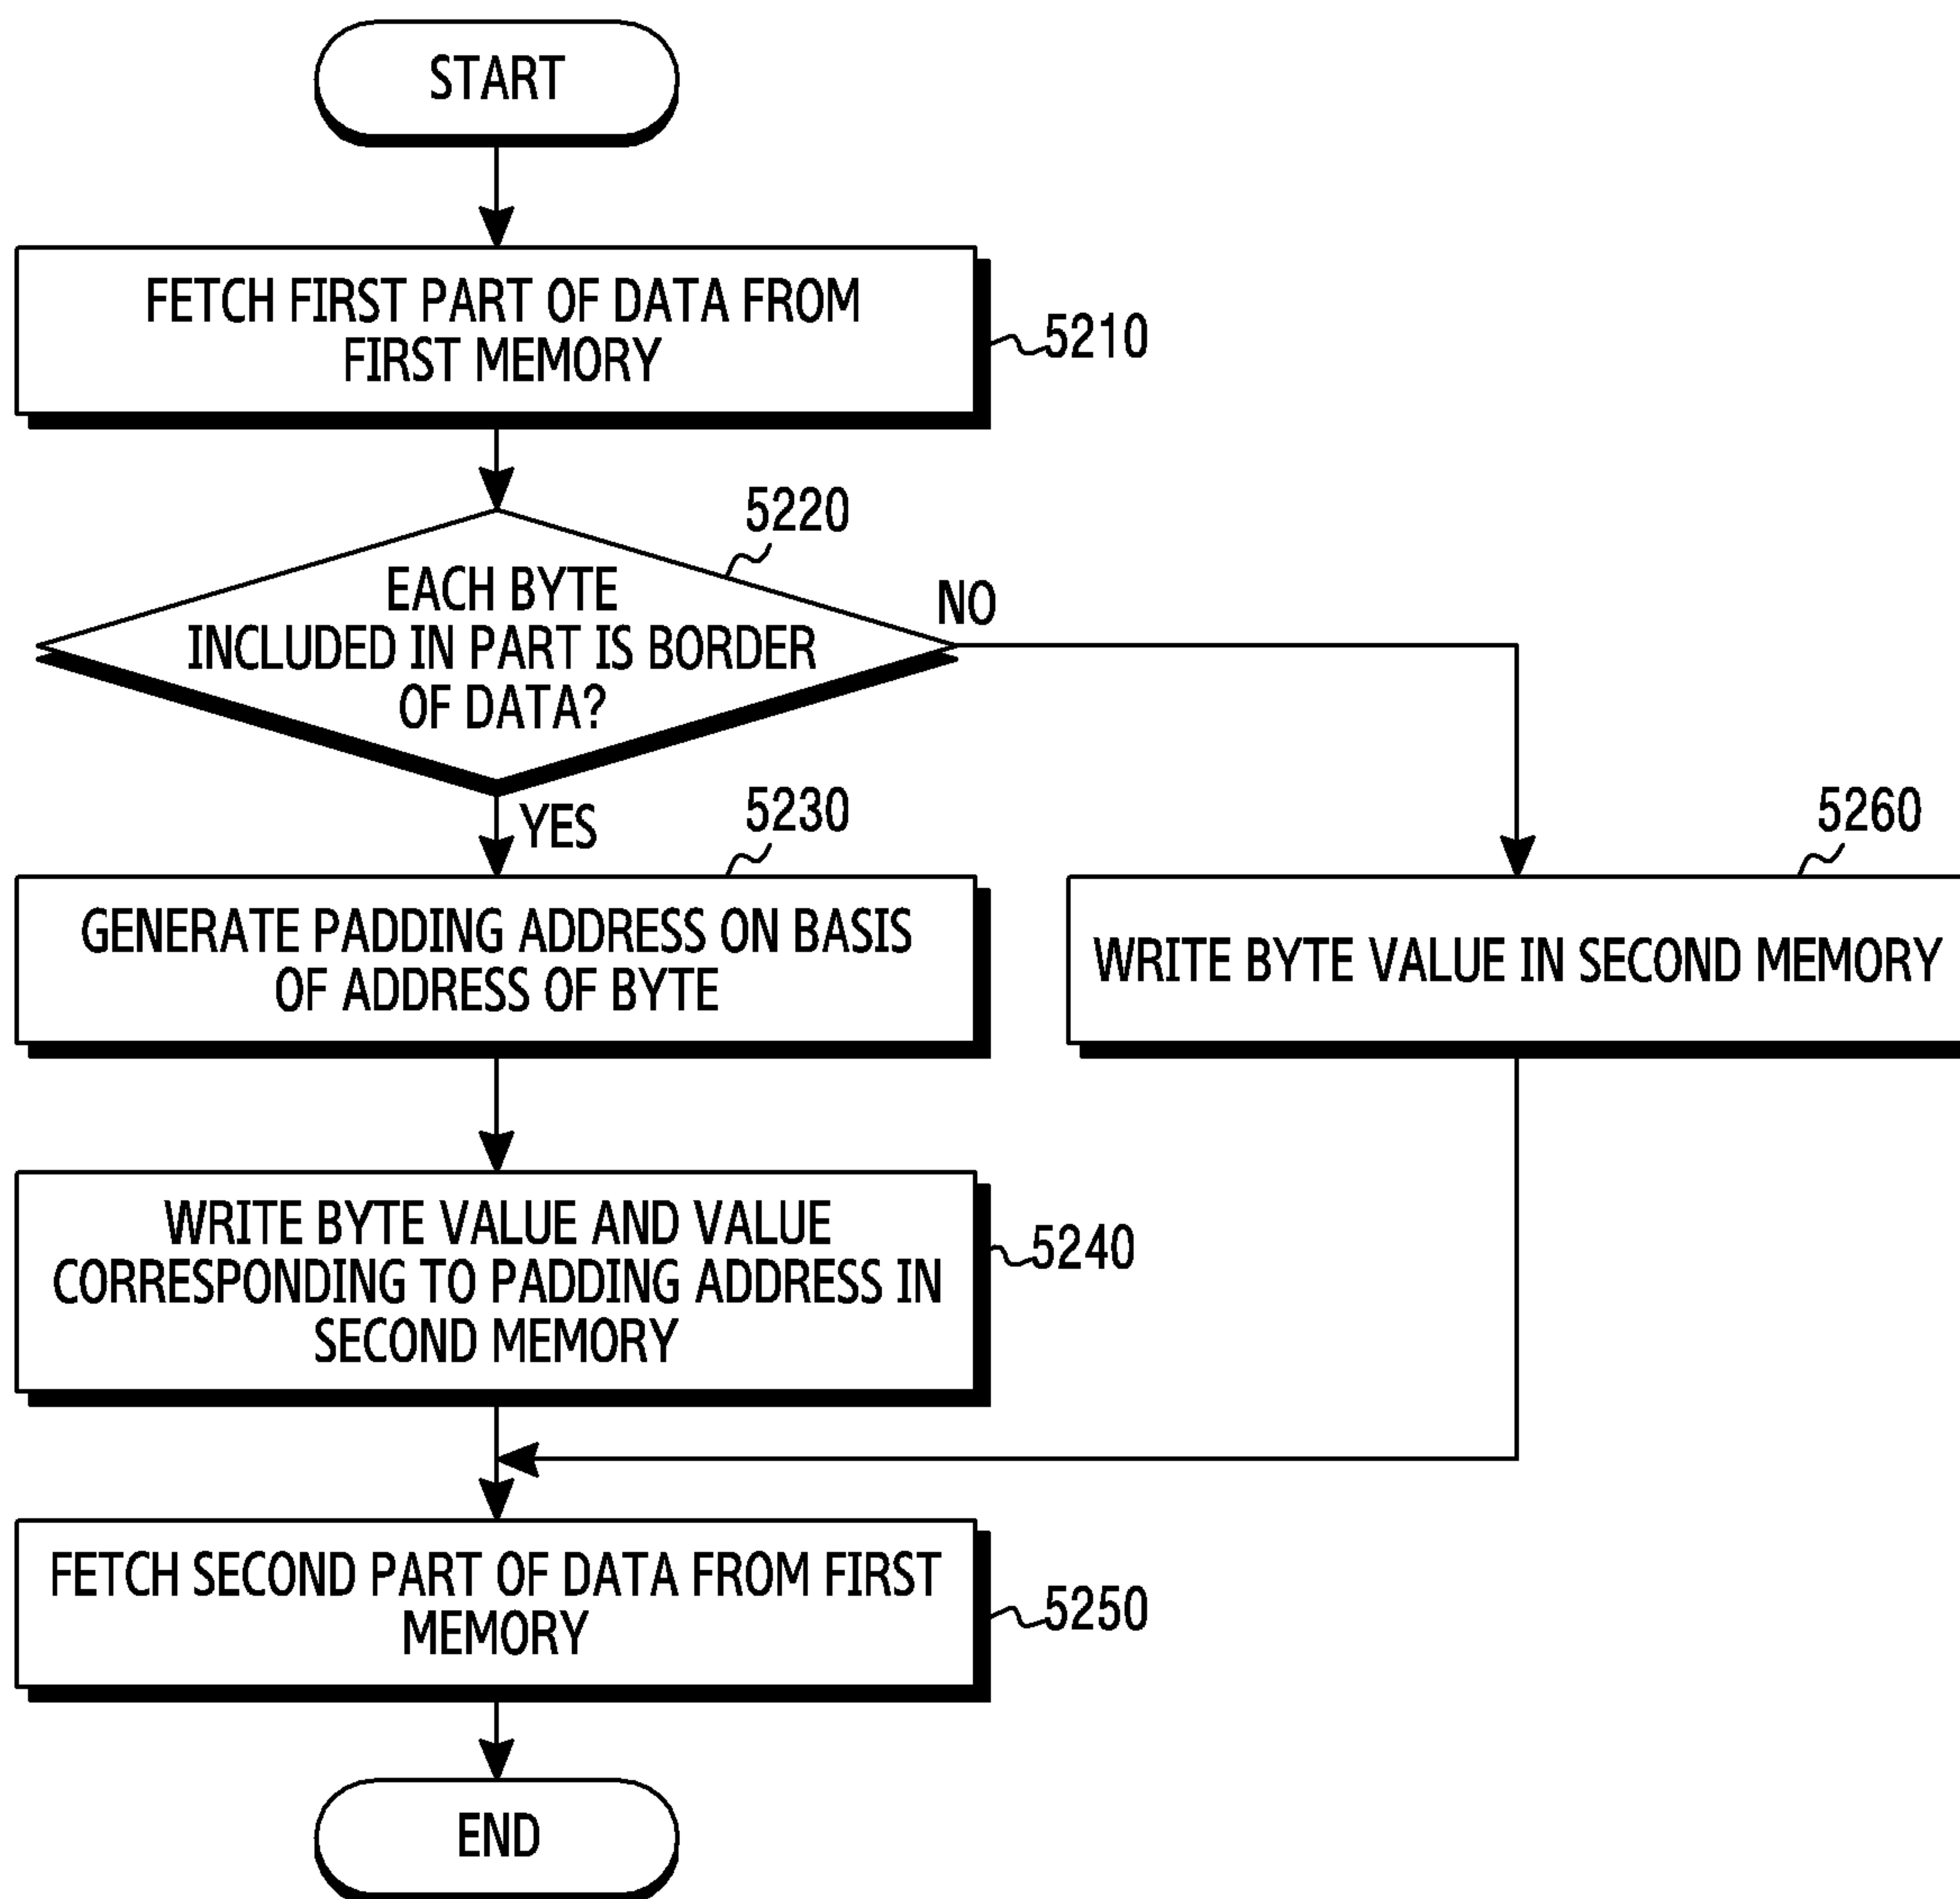 START
FETCH FIRST PART OF DATA FROM
FIRST MEMORY
5210
5220
EACH BYTE
INCLUDED IN PART IS BORDER
OF DATA?
NO
YES
5230
5260
GENERATE PADDING ADDRESS ON BASIS
OF ADDRESS OF BYTE
WRITE BYTE VALUE IN SECOND MEMORY
WRITE BYTE VALUE AND VALUE
CORRESPONDING TO PADDING ADDRESS IN
SECOND MEMORY
5240
FETCH SECOND PART OF DATA FROM FIRST
MEMORY
5250
END